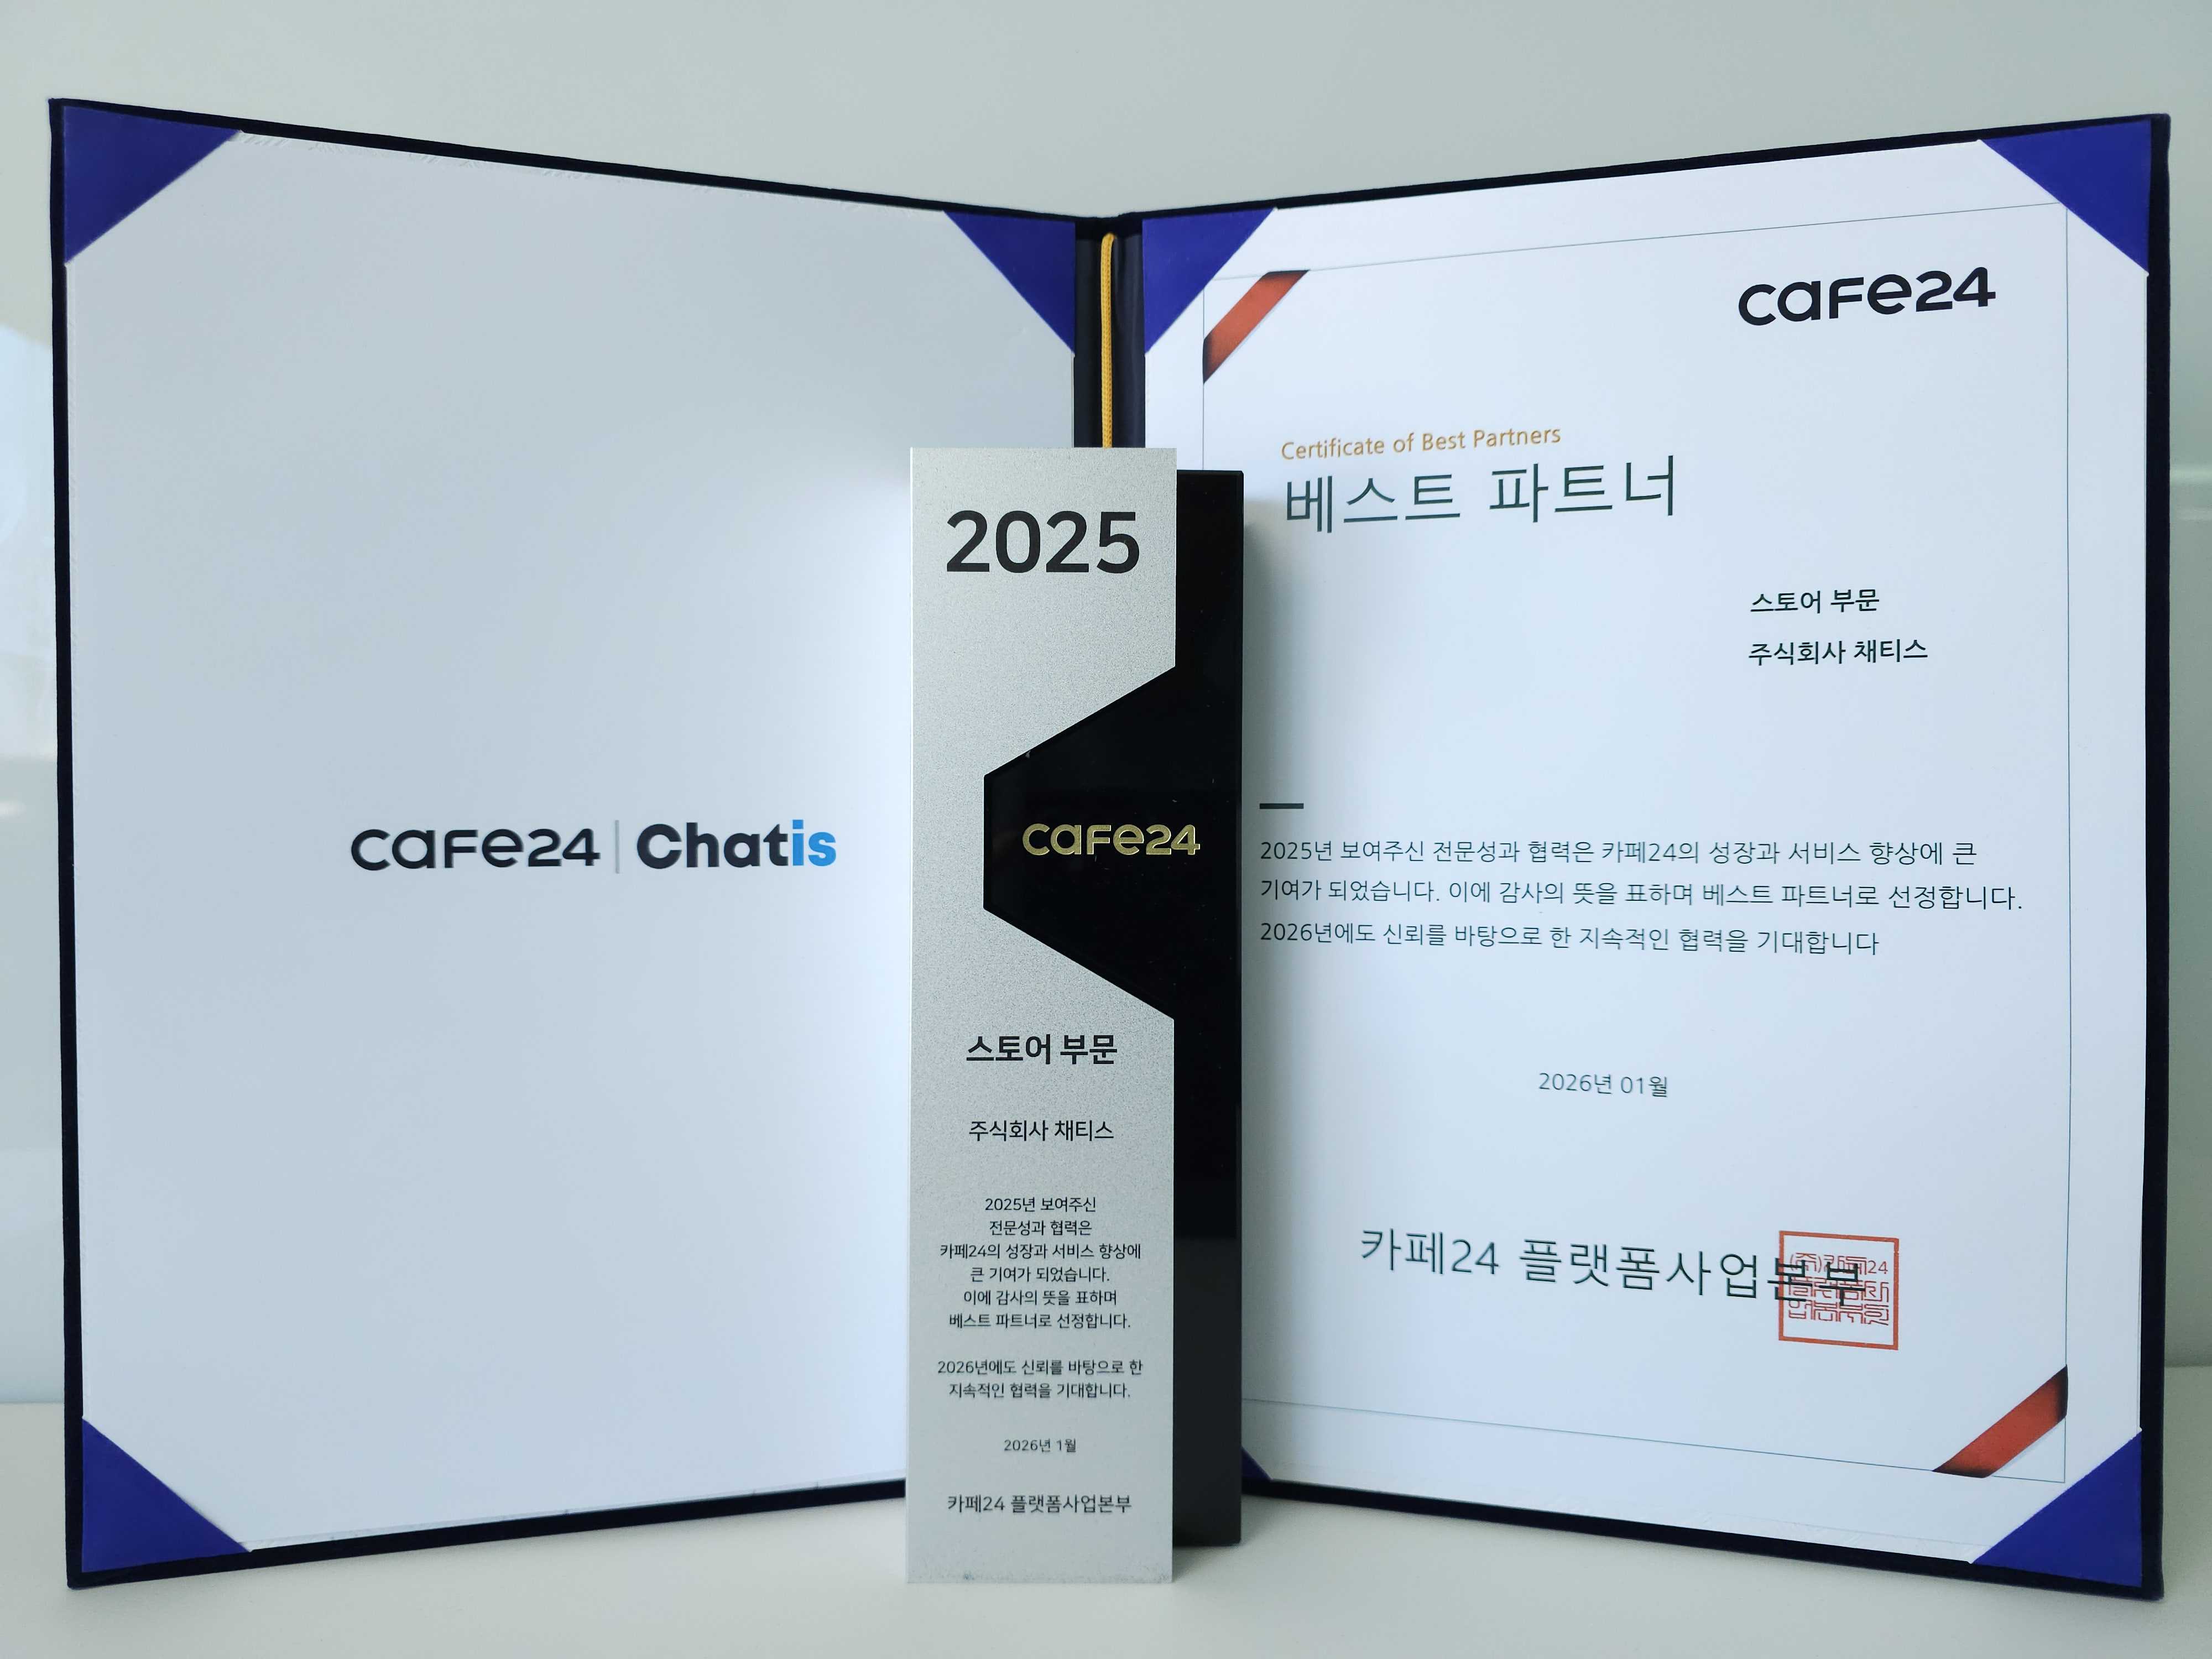 cafe24 | Chatis
2025
cafe24
스토어 부문
주식회사 채티스
2025년 보여주신
전문성과 협력은
카페24의 성장과 서비스 향상에
큰 기여가 되었습니다.
이에 감사의 뜻을 표하며
베스트 파트너로 선정합니다.
2026년에도 신뢰를 바탕으로 한
지속적인 협력을 기대합니다.
2026년 1월
카페24 플랫폼사업본부
cafe24
Certificate of Best Partners
베스트 파트너
스토어 부문
주식회사 채티스
2025년 보여주신 전문성과 협력은 카페24의 성장과 서비스 향상에 큰
기여가 되었습니다. 이에 감사의 뜻을 표하며 베스트 파트너로 선정합니다.
2026년에도 신뢰를 바탕으로 한 지속적인 협력을 기대합니다
2026년 01월
카페24 플랫폼사업본부